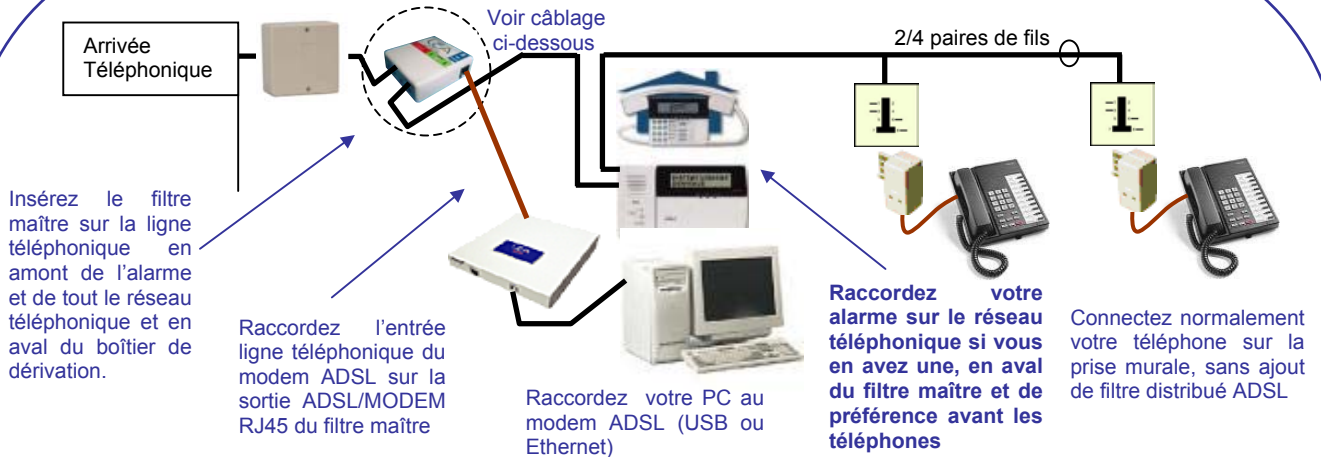 Arrivée
Téléphonique
Voir câblage
ci-dessous
2/4 paires de fils
Insérez le filtre
maître sur la ligne
téléphonique en
amont de l’alarme
et de tout le réseau
téléphonique et en
aval du boîtier de
dérivation.
Raccordez l’entrée
ligne téléphonique du
modem ADSL sur la
sortie ADSL/MODEM
RJ45 du filtre maître
Raccordez votre PC au
modem ADSL (USB ou
Ethernet)
Raccordez votre
alarme sur le réseau
téléphonique si vous
en avez une, en aval
du filtre maître et de
préférence avant les
téléphones
Connectez normalement
votre téléphone sur la
prise murale, sans ajout
de filtre distribué ADSL